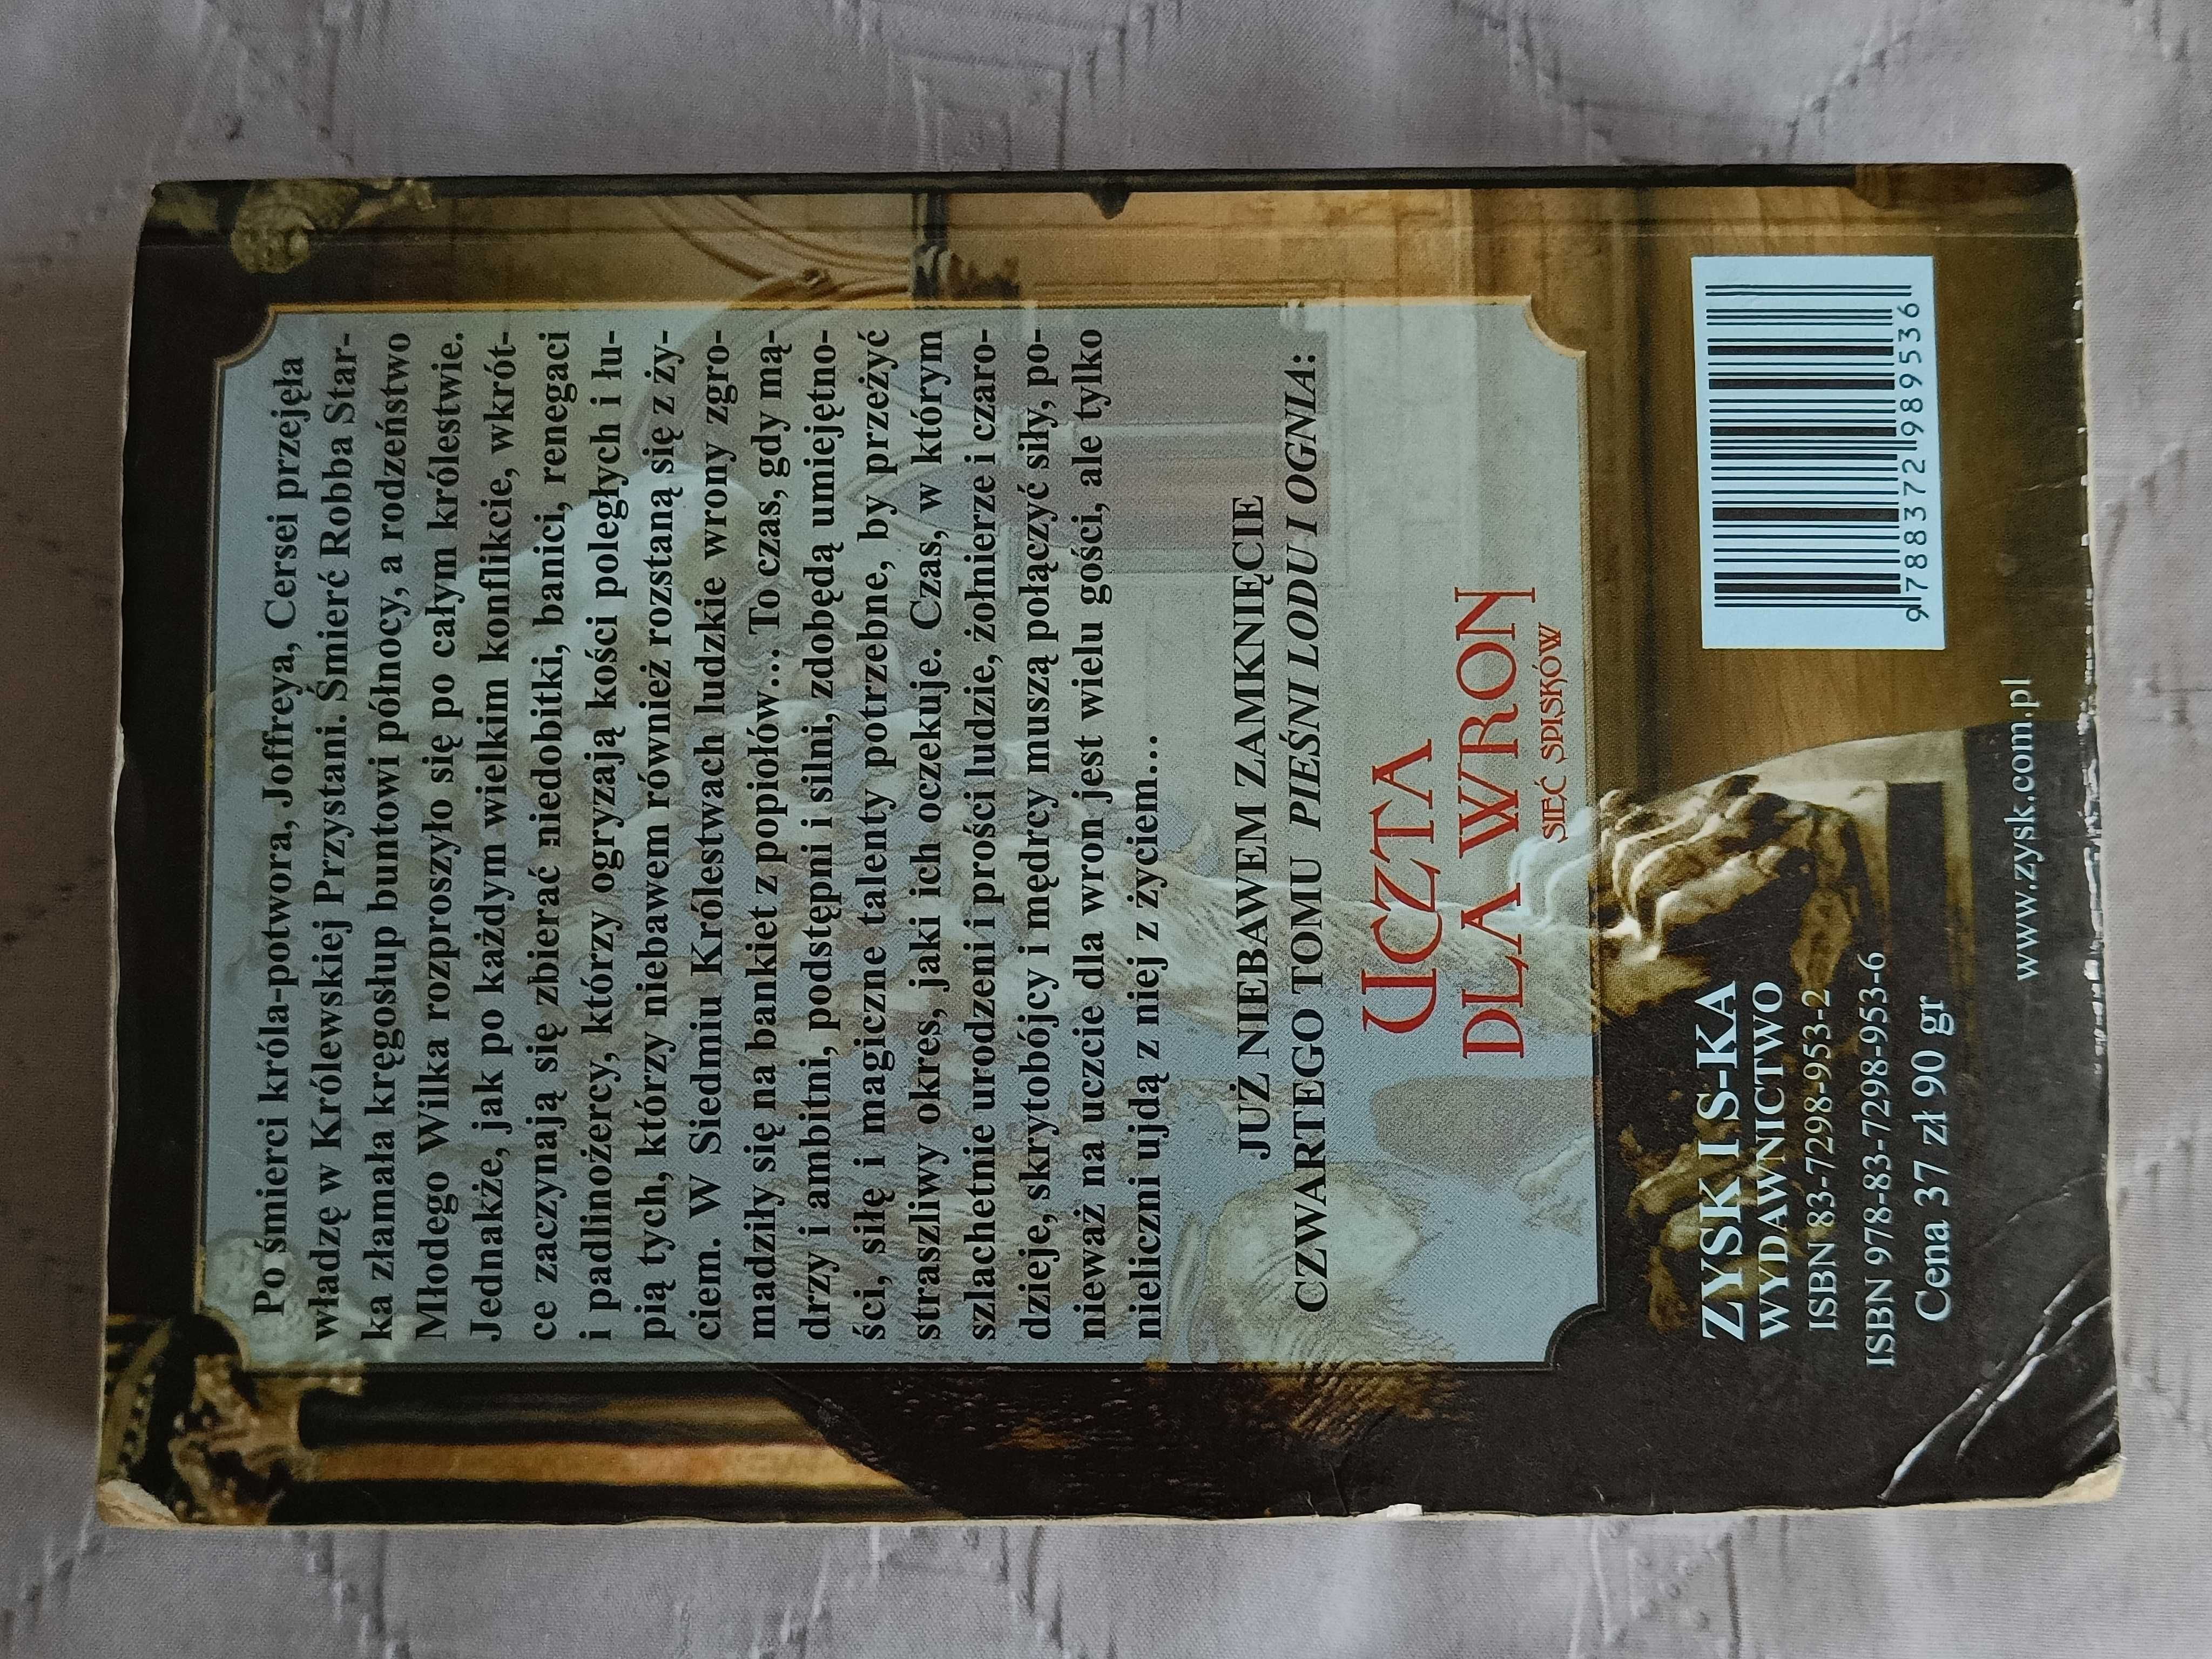 Po śmierci króla-potwora, Joffreya, Cersei przejęła
władzę w Królewskiej Przystani. Śmierć Robba Star-
ka złamała kręgosłup buntowi północy, a rodzeństwo
Młodego Wilka rozproszyło się po całym królestwie.
Jednakże, jak po każdym wielkim konflikcie, wkrót-
ce zaczynają się zbierać niedobitki, banici, renegaci
i padlinożercy, którzy ogryzają kości poległych i łu-
pią tych, którzy niebawem również rozstaną się z ży-
ciem. W Siedmiu Królestwach ludzkie wrony zgro-
madziły się na bankiet z popiołów... To czas, gdy mą-
drzy i ambitni, podstępni i silni, zdobędą umiejętno-
ści, siłę i magiczne talenty potrzebne, by przeżyć
straszliwy okres, jaki ich oczekuje. Czas, w którym
szlachetnie urodzeni i prości ludzie, żołnierze i czaro-
dzieje, skrytobójcy i mędrcy muszą połączyć siły, po-
nieważ na uczcie dla wron jest wielu gości, ale tylko
nieliczni ujdą z niej z życiem...
JUŻ NIEBAWEM ZAMKNIĘCIE
CZWARTEGO TOMU PIEŚNI LODU I OGNIA:
UCZTA
DLA WRON
SIEĆ SPISKÓW
ZYSK I S-KA
WYDAWNICTWO
ISBN 83-7298-953-2
ISBN 978-83-7298-953-6
Cena 37 zł 90 gr
9 788372 989536
www.zysk.com.pl